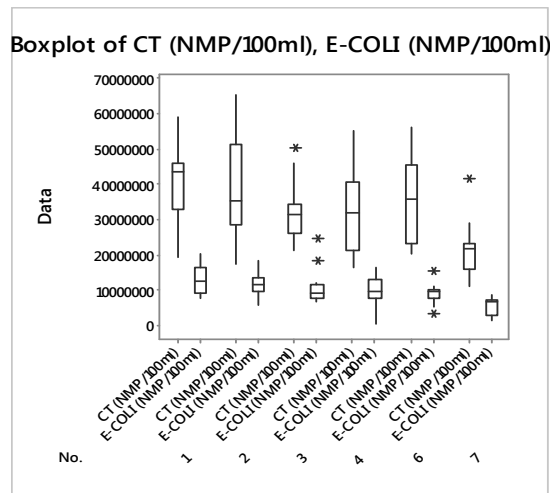 Boxplot of CT (NMP/100ml), E-COLI (NMP/100ml)
70000000
60000000
50000000
40000000
30000000
20000000
10000000
0
Data
CT (NMP/100ml)
E-COLI (NMP/100ml)
CT (NMP/100ml)
E-COLI (NMP/100ml)
CT (NMP/100ml)
E-COLI (NMP/100ml)
CT (NMP/100ml)
E-COLI (NMP/100ml)
CT (NMP/100ml)
E-COLI (NMP/100ml)
CT (NMP/100ml)
E-COLI (NMP/100ml)
No. 1 2 3 4 6 7